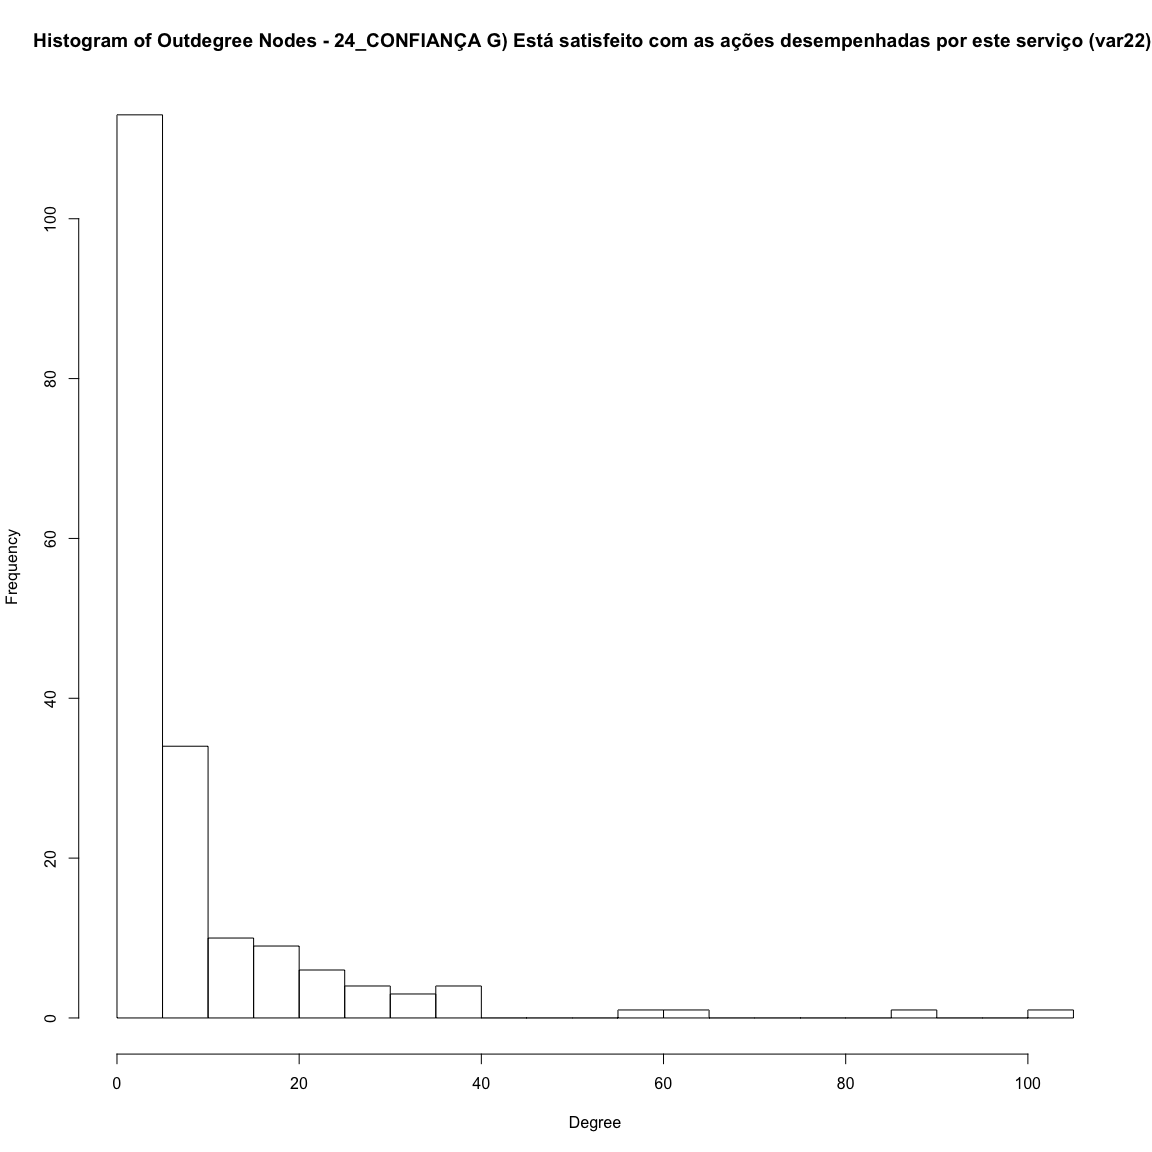 Histogram of Outdegree Nodes - 24_CONFIANÇA G) Está satisfeito com as ações desempenhadas por este serviço (var22)
Frequency
100
80
60
40
20
0
0 20 40 60 80 100
Degree